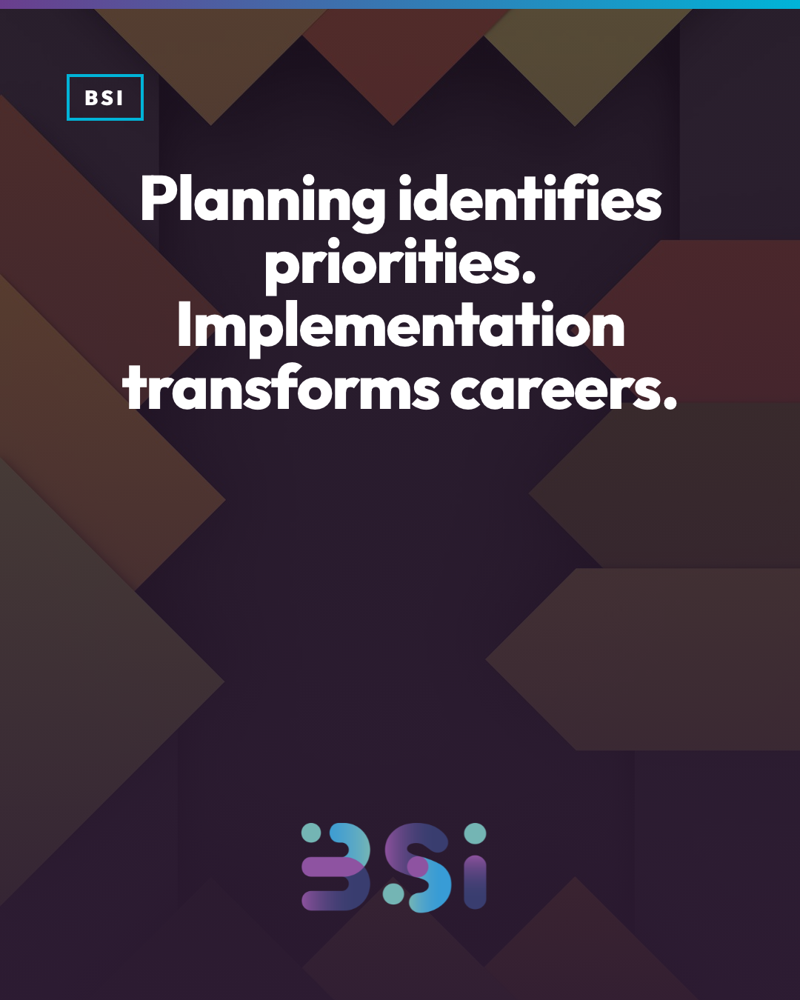 BSI
Planning identifies
priorities.
Implementation
transforms careers.
BSi